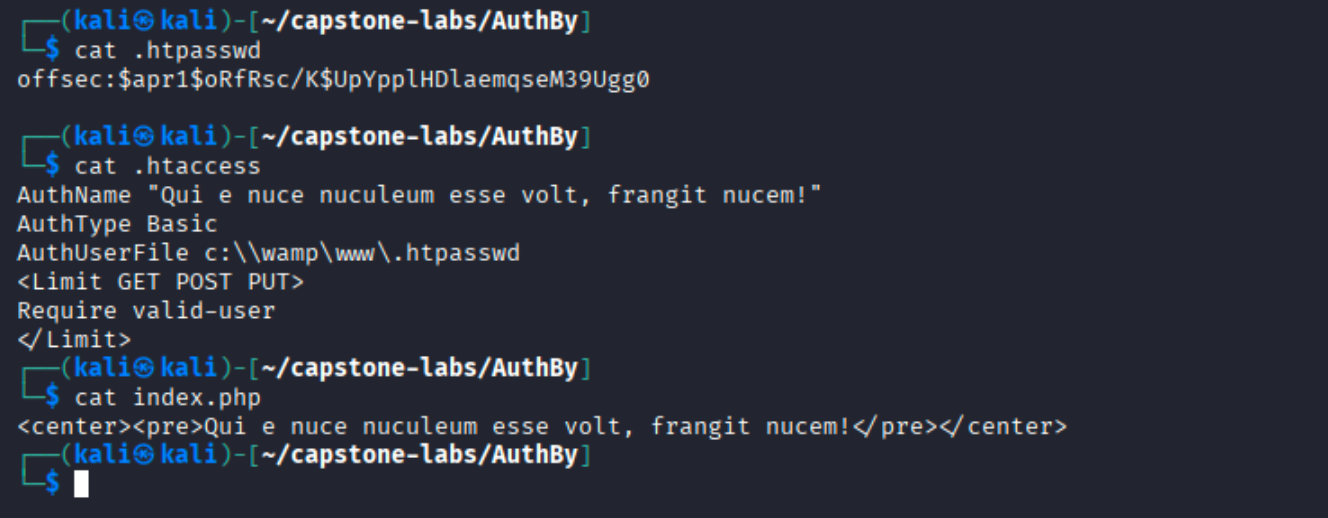 ┌──(kali㉿kali)-[~/capstone-labs/AuthBy]
└─$ cat .htpasswd
offsec:$apr1$oRfRsc/K$UpYpplHDlaemqseM39Ugg0
┌──(kali㉿kali)-[~/capstone-labs/AuthBy]
└─$ cat .htaccess
AuthName "Qui e nuce nuculeum esse volt, frangit nucem!"
AuthType Basic
AuthUserFile c:\\wamp\www\.htpasswd
<Limit GET POST PUT>
Require valid-user
</Limit>
┌──(kali㉿kali)-[~/capstone-labs/AuthBy]
└─$ cat index.php
<center><pre>Qui e nuce nuculeum esse volt, frangit nucem!</pre></center>
┌──(kali㉿kali)-[~/capstone-labs/AuthBy]
└─$